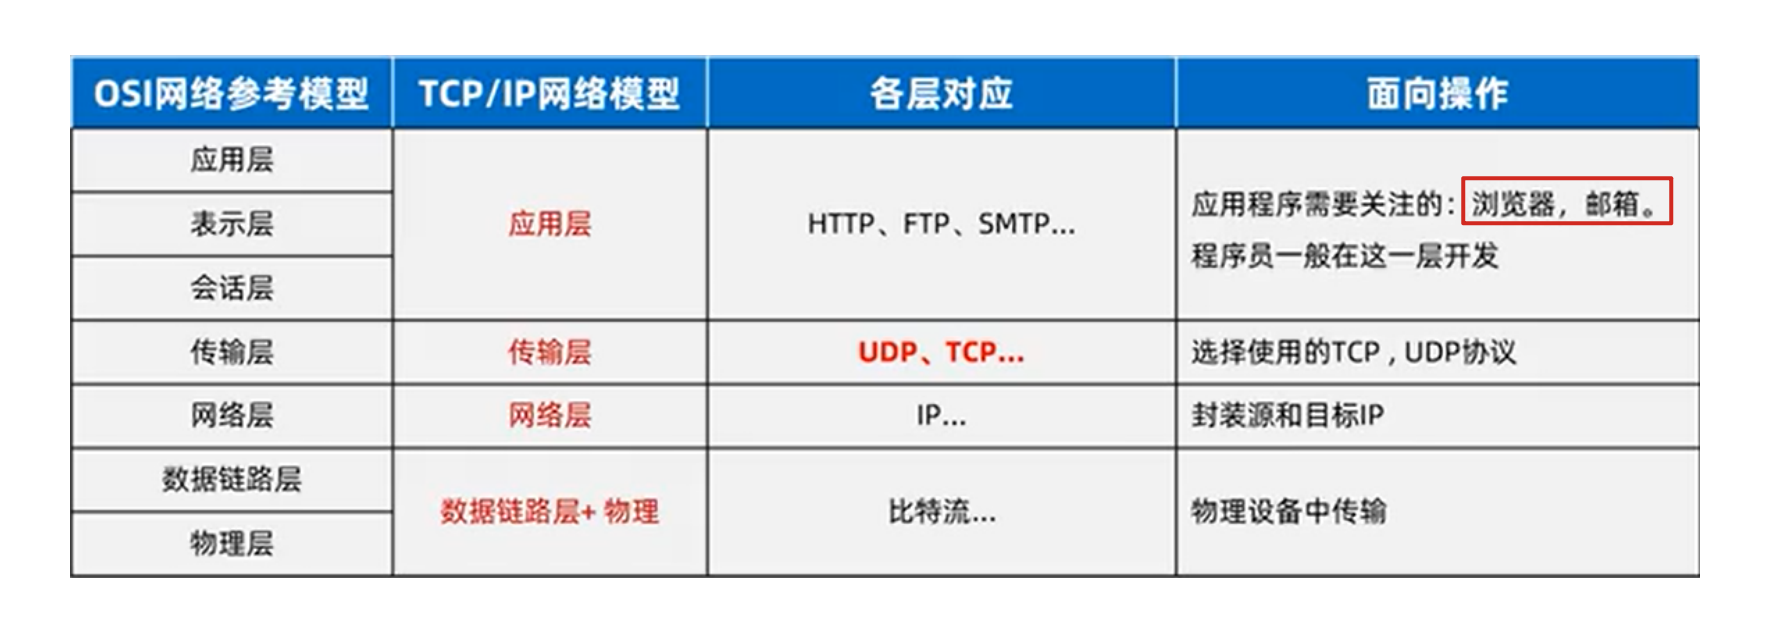 OSI网络参考模型 TCP/IP网络模型 各层对应 面向操作
应用层
表示层
会话层
应用层
HTTP、FTP、SMTP...
应用程序需要关注的: 浏览器，邮箱。
程序员一般在这一层开发
传输层 传输层 UDP、TCP... 选择使用的TCP , UDP协议
网络层 网络层 IP... 封装源和目标IP
数据链路层
物理层
数据链路层+ 物理
比特流...
物理设备中传输